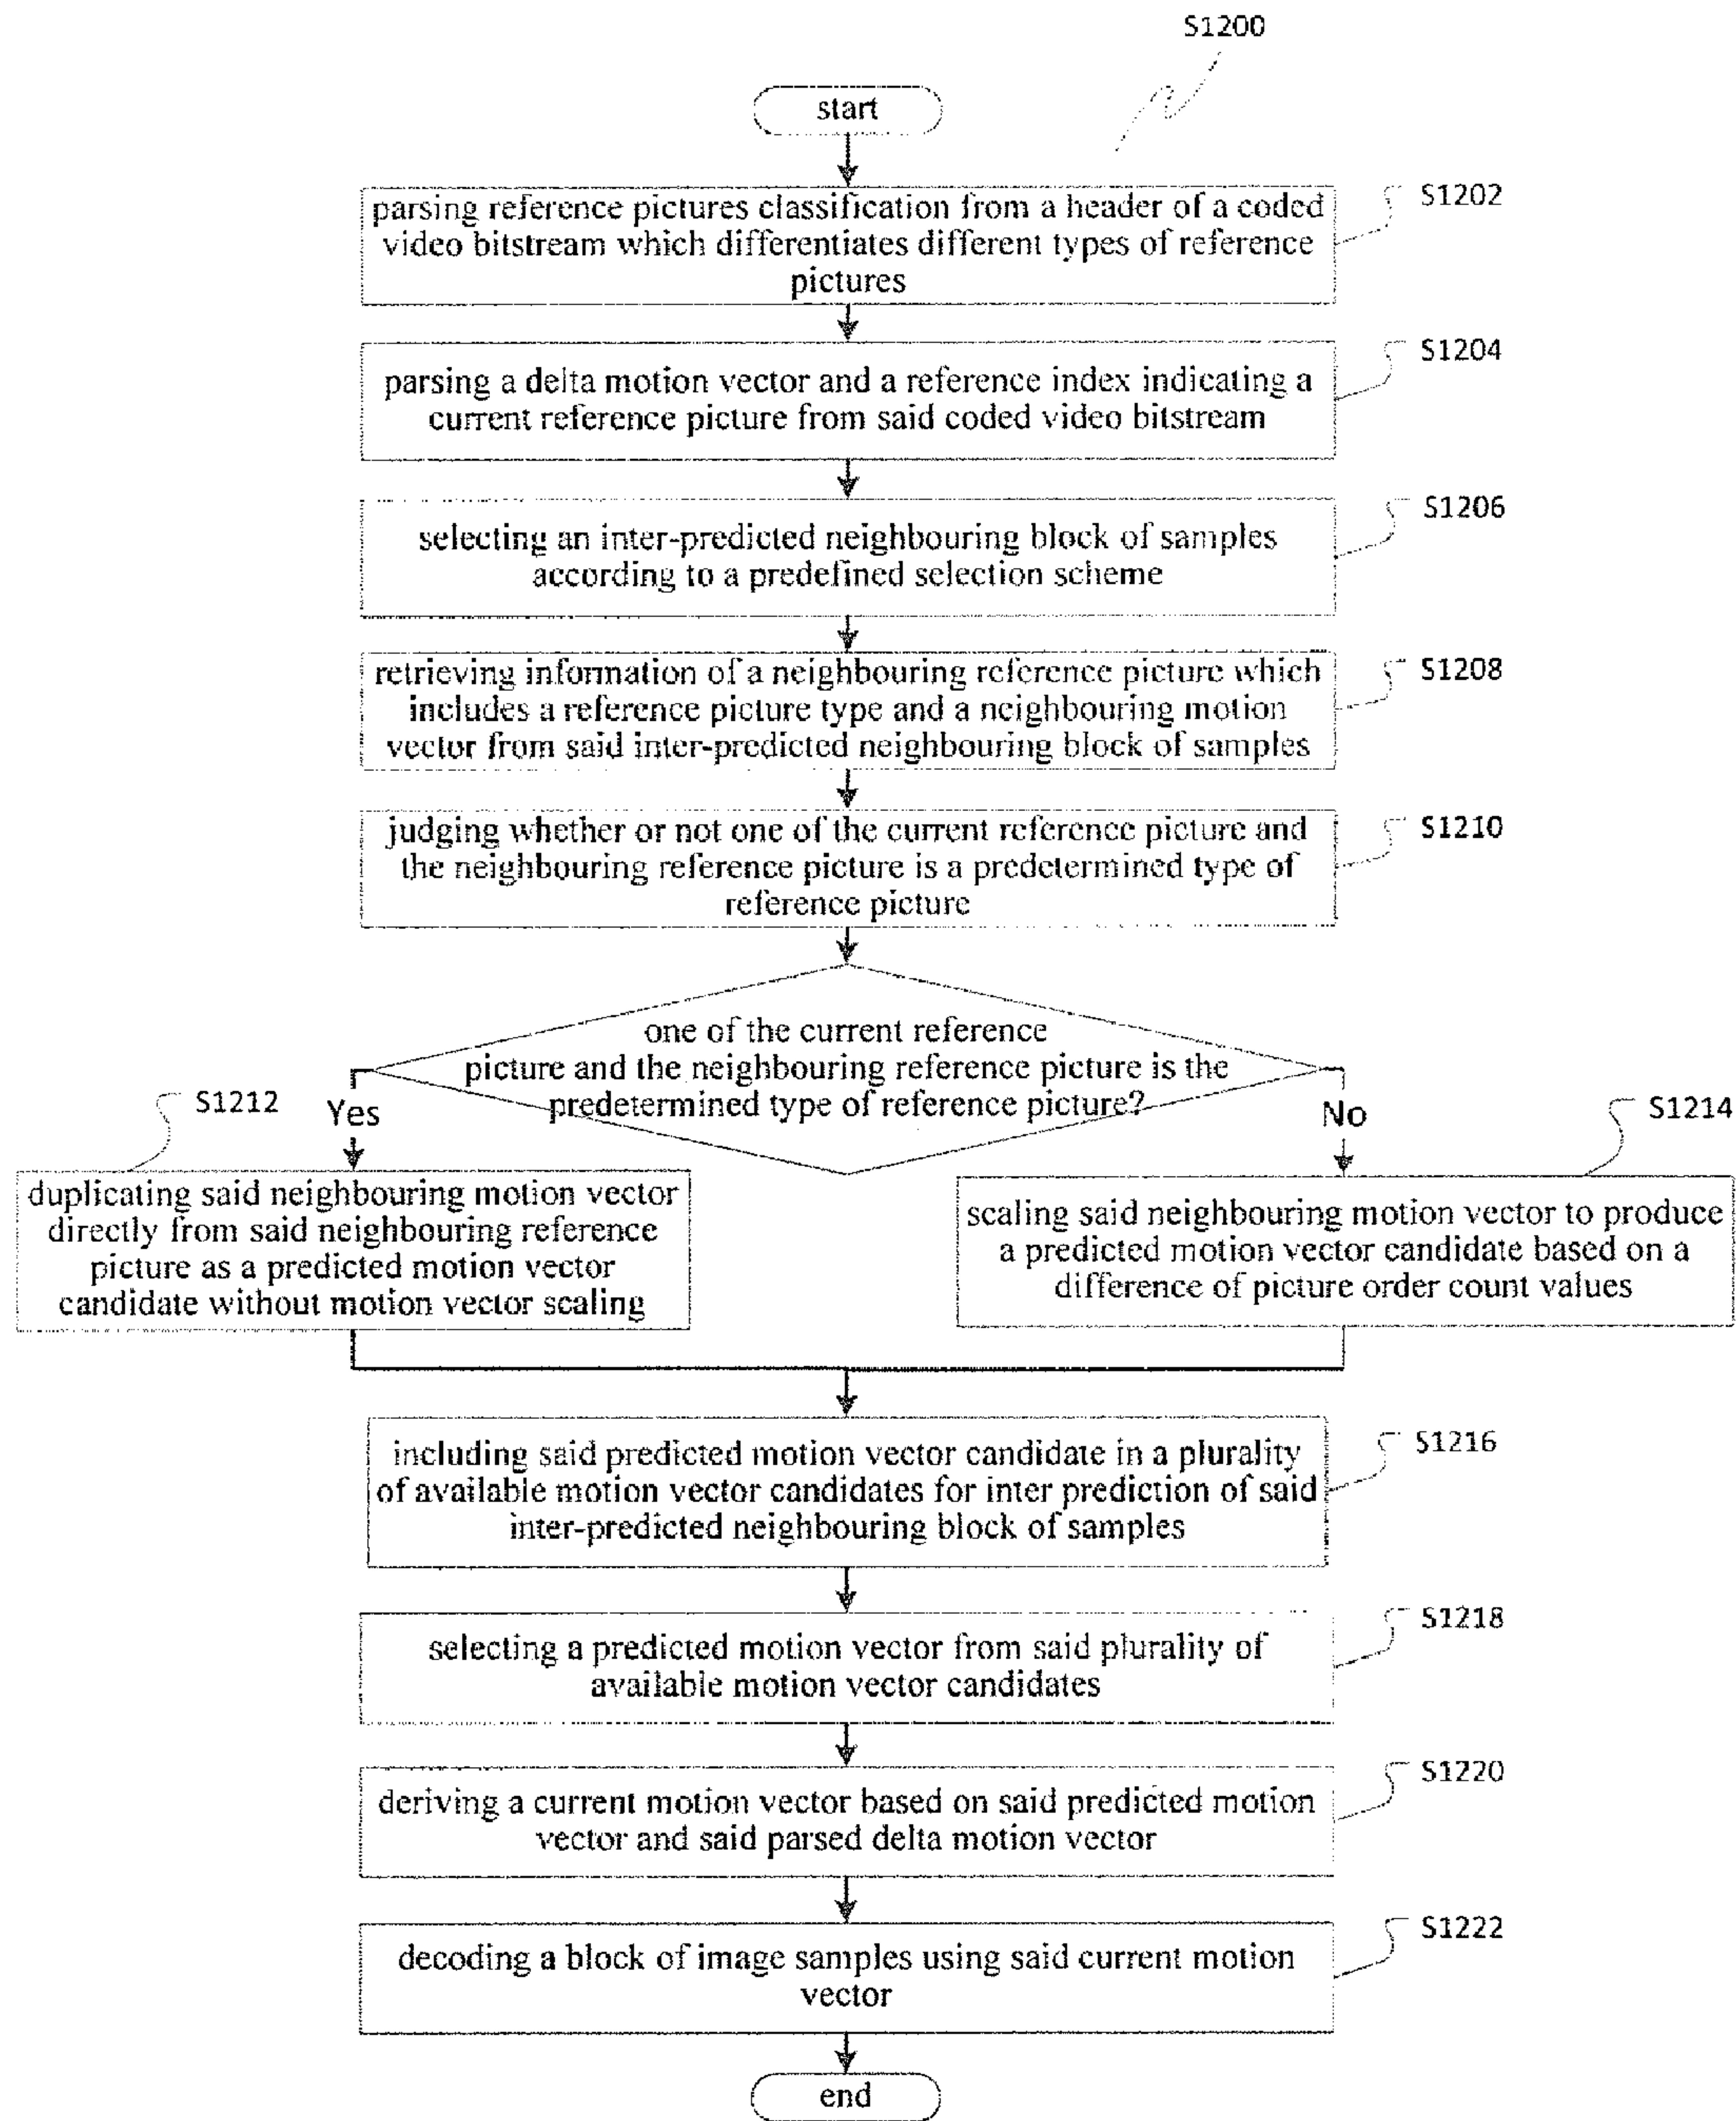 S1200
start
parsing reference pictures classification from a header of a coded
video bitstream which differentiates different types of reference
pictures
S1202
parsing a delta motion vector and a reference index indicating a
current reference picture from said coded video bitstream
S1204
selecting an inter-predicted neighbouring block of samples
according to a predefined selection scheme
S1206
retrieving information of a neighbouring reference picture which
includes a reference picture type and a neighbouring motion
vector from said inter-predicted neighbouring block of samples
S1208
judging whether or not one of the current reference picture and
the neighbouring reference picture is a predetermined type of
reference picture
S1210
one of the current reference
picture and the neighbouring reference picture is the
predetermined type of reference picture?
S1212
Yes
No
S1214
duplicating said neighbouring motion vector
directly from said neighbouring reference
picture as a predicted motion vector
candidate without motion vector scaling
scaling said neighbouring motion vector to produce
a predicted motion vector candidate based on a
difference of picture order count values
including said predicted motion vector candidate in a plurality
of available motion vector candidates for inter prediction of said
inter-predicted neighbouring block of samples
S1216
selecting a predicted motion vector from said plurality of
available motion vector candidates
S1218
deriving a current motion vector based on said predicted motion
vector and said parsed delta motion vector
S1220
decoding a block of image samples using said current motion
vector
S1222
end